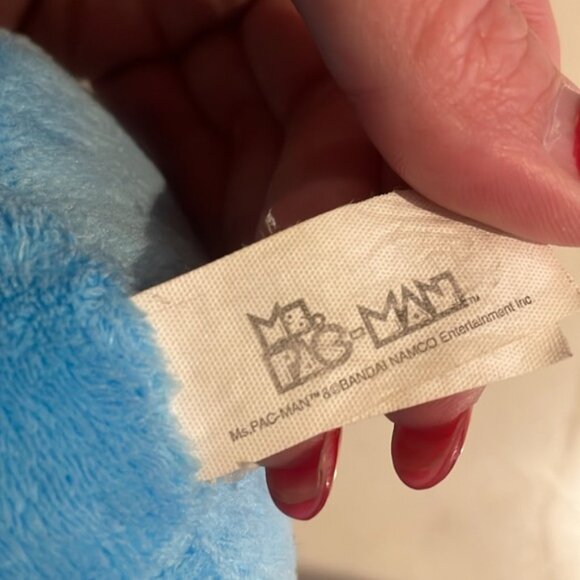 MS.
PAC-MAN™
Ms.PAC-MAN™&©BANDAI NAMCO Entertainment Inc